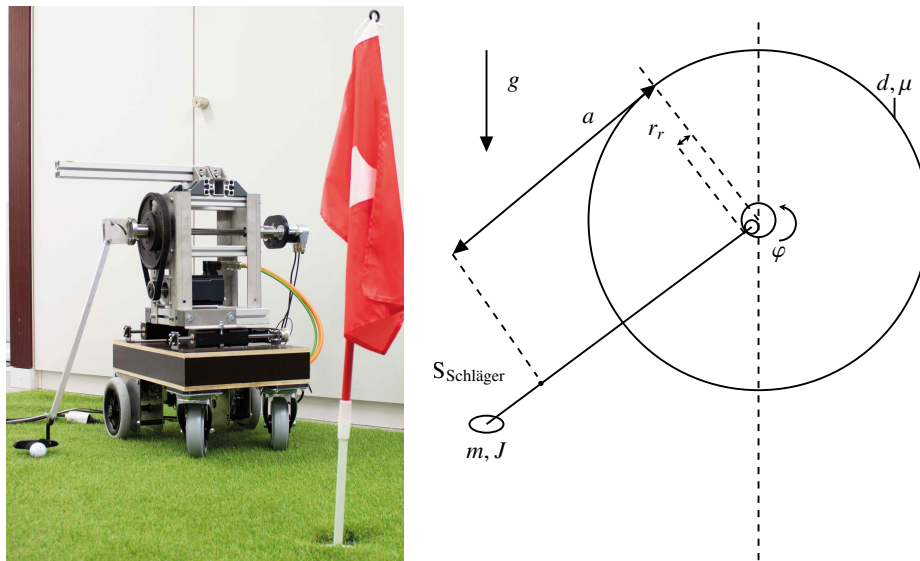 g
a
r_r
d, μ
φ
S_Schläger
m, J